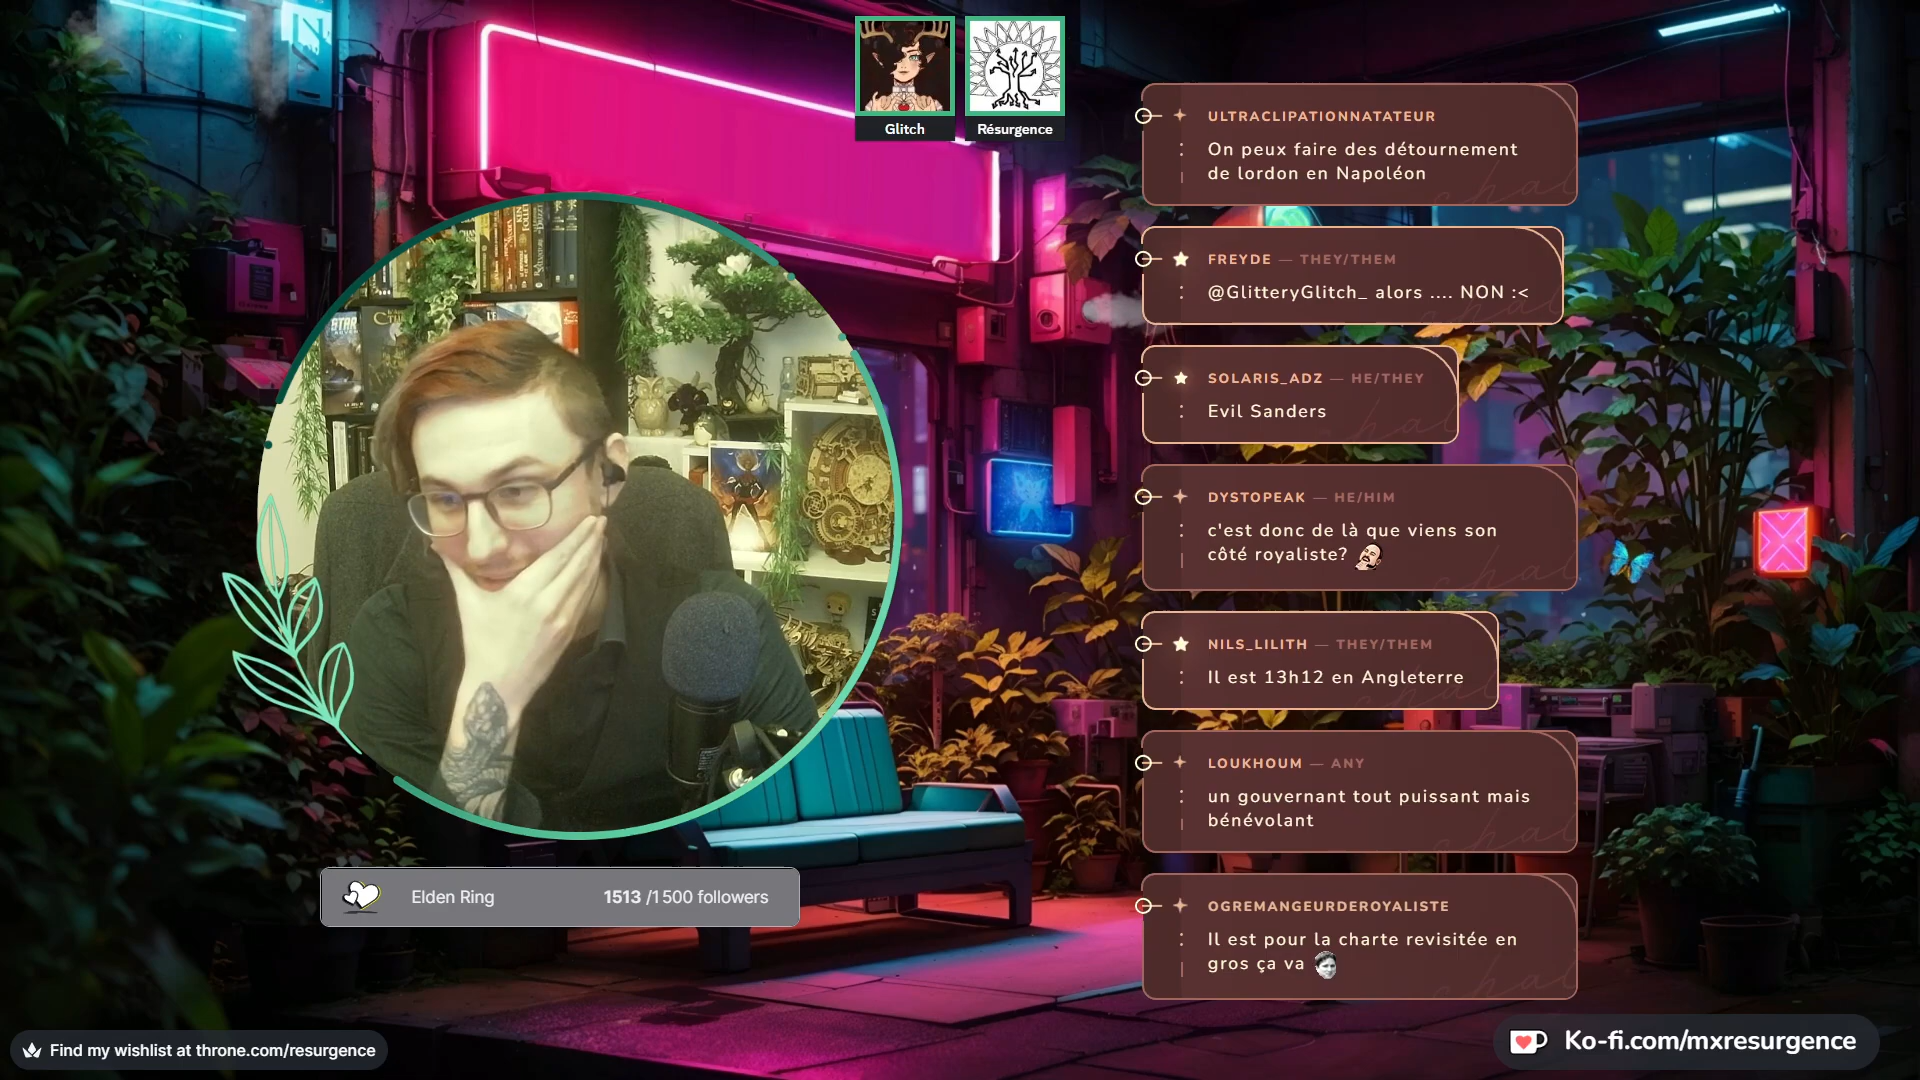 Glitch
Résurgence
ULTRACLIPATIONNATATEUR
On peux faire des détournement
de lordon en Napoléon
FREYDE — THEY/THEM
@GlitteryGlitch_ alors .... NON :<
SOLARIS_ADZ — HE/THEY
Evil Sanders
DYSTOPEAK — HE/HIM
c'est donc de là que viens son
côté royaliste?
NILS_LILITH — THEY/THEM
Il est 13h12 en Angleterre
LOUKHOUM — ANY
un gouvernant tout puissant mais
bénévolant
OGREMANGEURDEROYALISTE
Il est pour la charte revisitée en
gros ça va
Elden Ring
1513 /1 500 followers
Find my wishlist at throne.com/resurgence
Ko-fi.com/mxresurgence